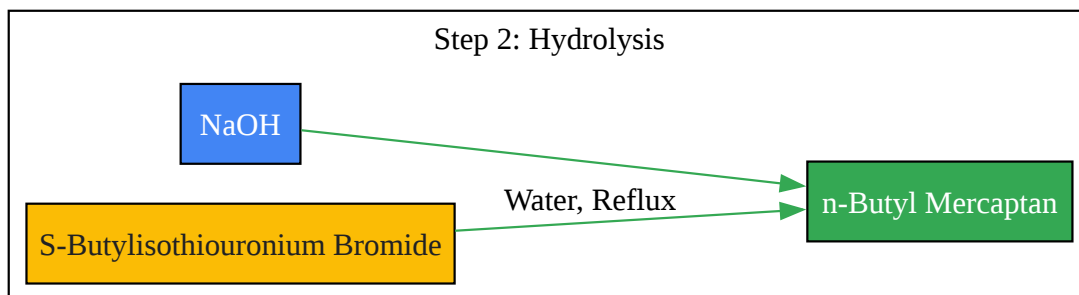 Step 2: Hydrolysis
NaOH
Water, Reflux
n-Butyl Mercaptan
S-Butylisothiouronium Bromide